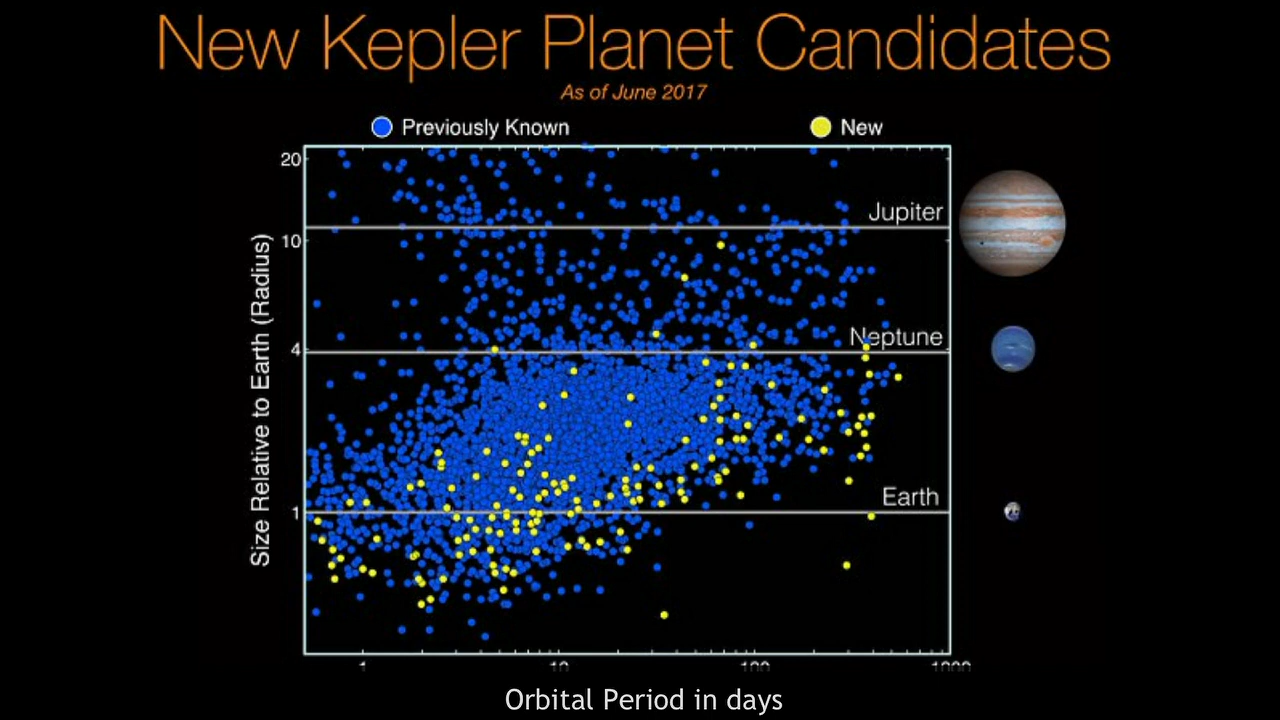 New Kepler Planet Candidates
As of June 2017
Previously Known
New
20
Jupiter
10
Size Relative to Earth (Radius)
Neptune
4
Earth
1
1 10 100 1000
Orbital Period in days